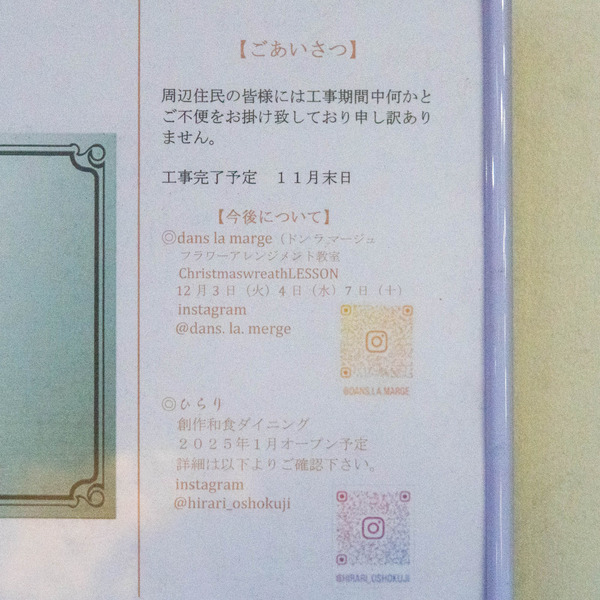 【ごあいさつ】
周辺住民の皆様には工事期間中何かと
ご不便をお掛け致しており申し訳あり
ません。
工事完了予定　１１月末日
【今後について】
◎dans la marge（ドン ラ マージュ
フラワーアレンジメント教室
ChristmaswreathLESSON
12月3日（火）4日（水）7日（土）
instagram
@dans. la. merge
@DANS.LA.MARGE
◎ひらり
創作和食ダイニング
２０２５年１月オープン予定
詳細は以下よりご確認下さい。
instagram
@hirari_oshokuji
@HIRARI_OSHOKUJI